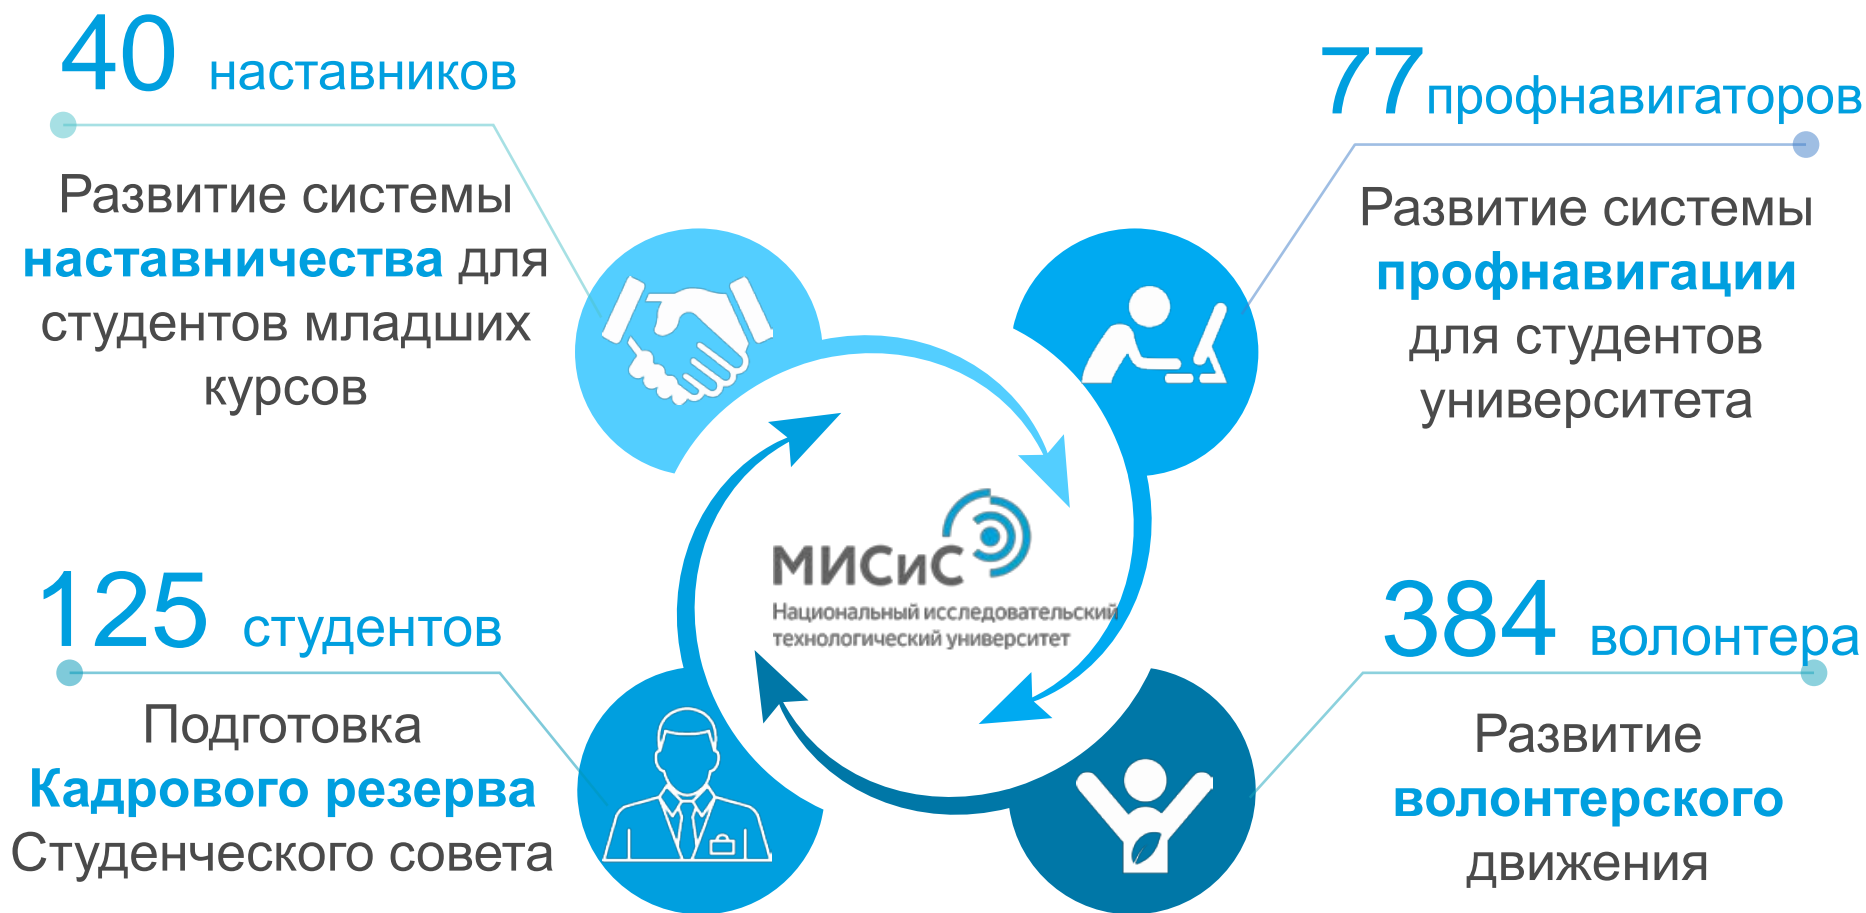 40 наставников
Развитие системы
наставничества для
студентов младших
курсов
77 профнавигаторов
Развитие системы
профнавигации
для студентов
университета
МИСиС
Национальный исследовательский
технологический университет
125 студентов
Подготовка
Кадрового резерва
Студенческого совета
384 волонтера
Развитие
волонтерского
движения